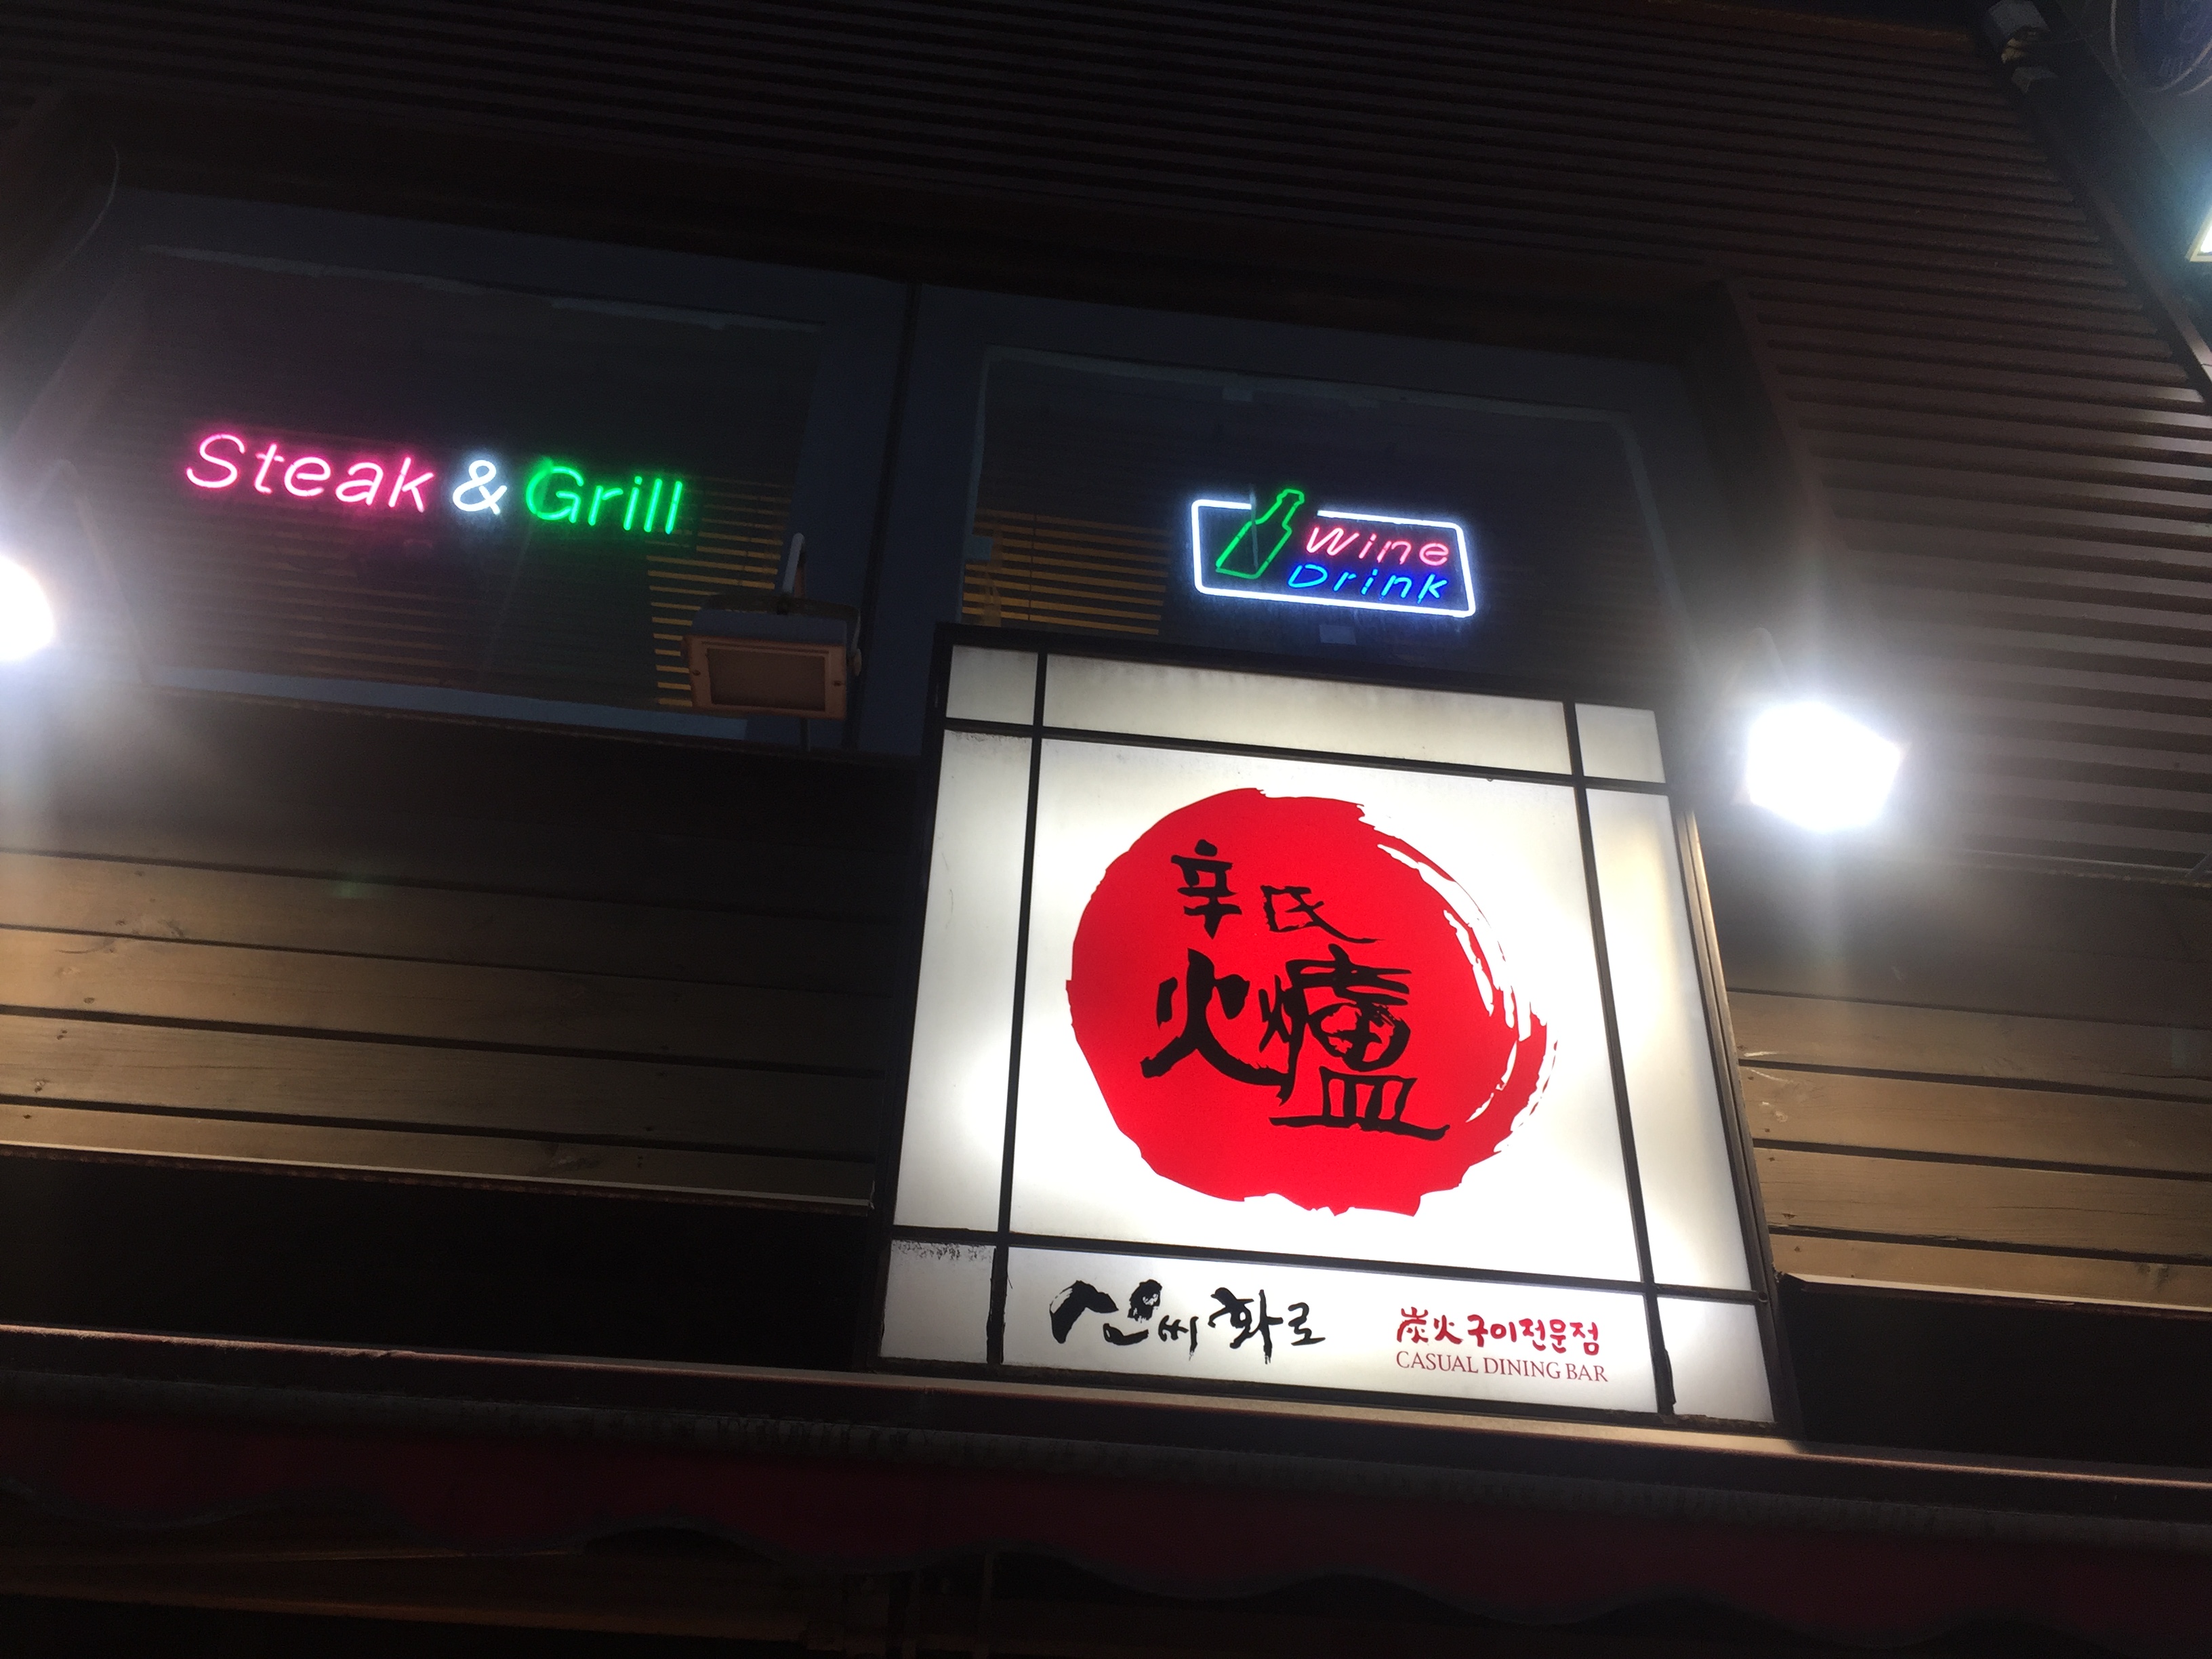 Steak & Grill
Wine
Drink
辛氏
火爐
신씨화로
炭火구이전문점
CASUAL DINING BAR